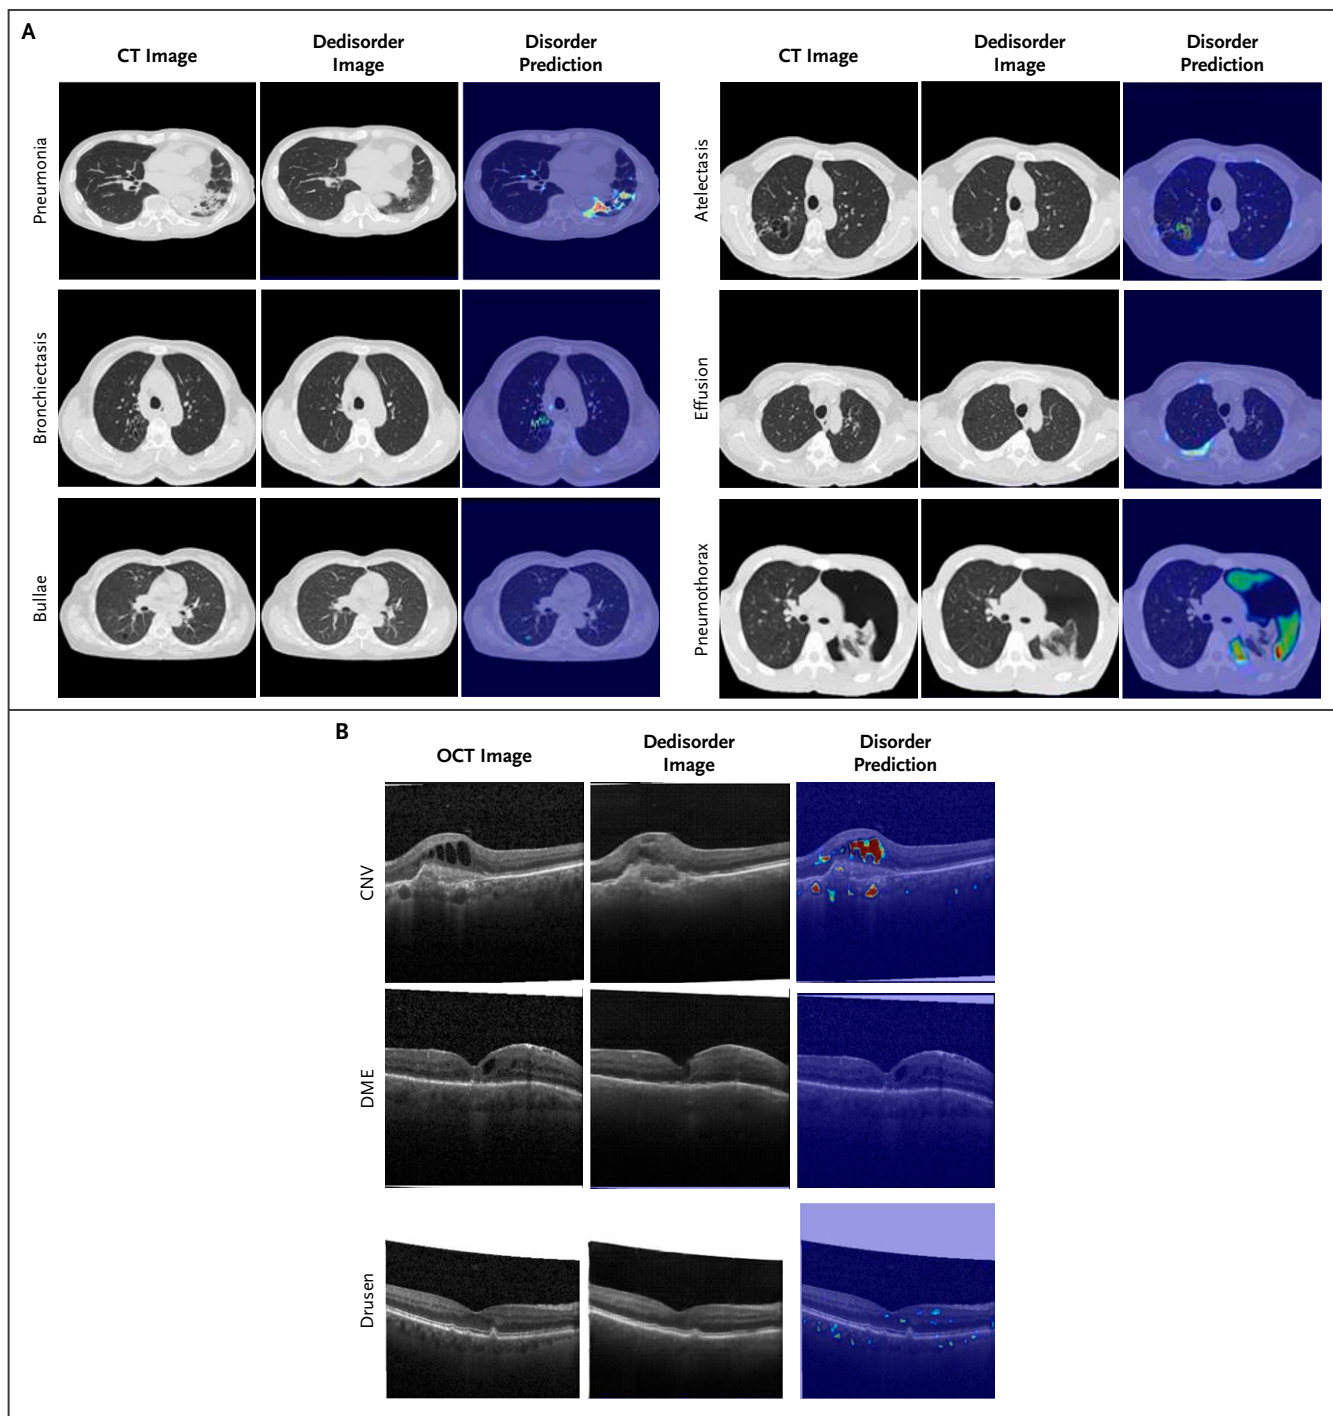 A
CT Image
Dedisorder
Image
Disorder
Prediction
CT Image
Dedisorder
Image
Disorder
Prediction
Pneumonia
Atelectasis
Bronchiectasis
Effusion
Bullae
Pneumothorax
B
OCT Image
Dedisorder
Image
Disorder
Prediction
CNV
DME
Drusen